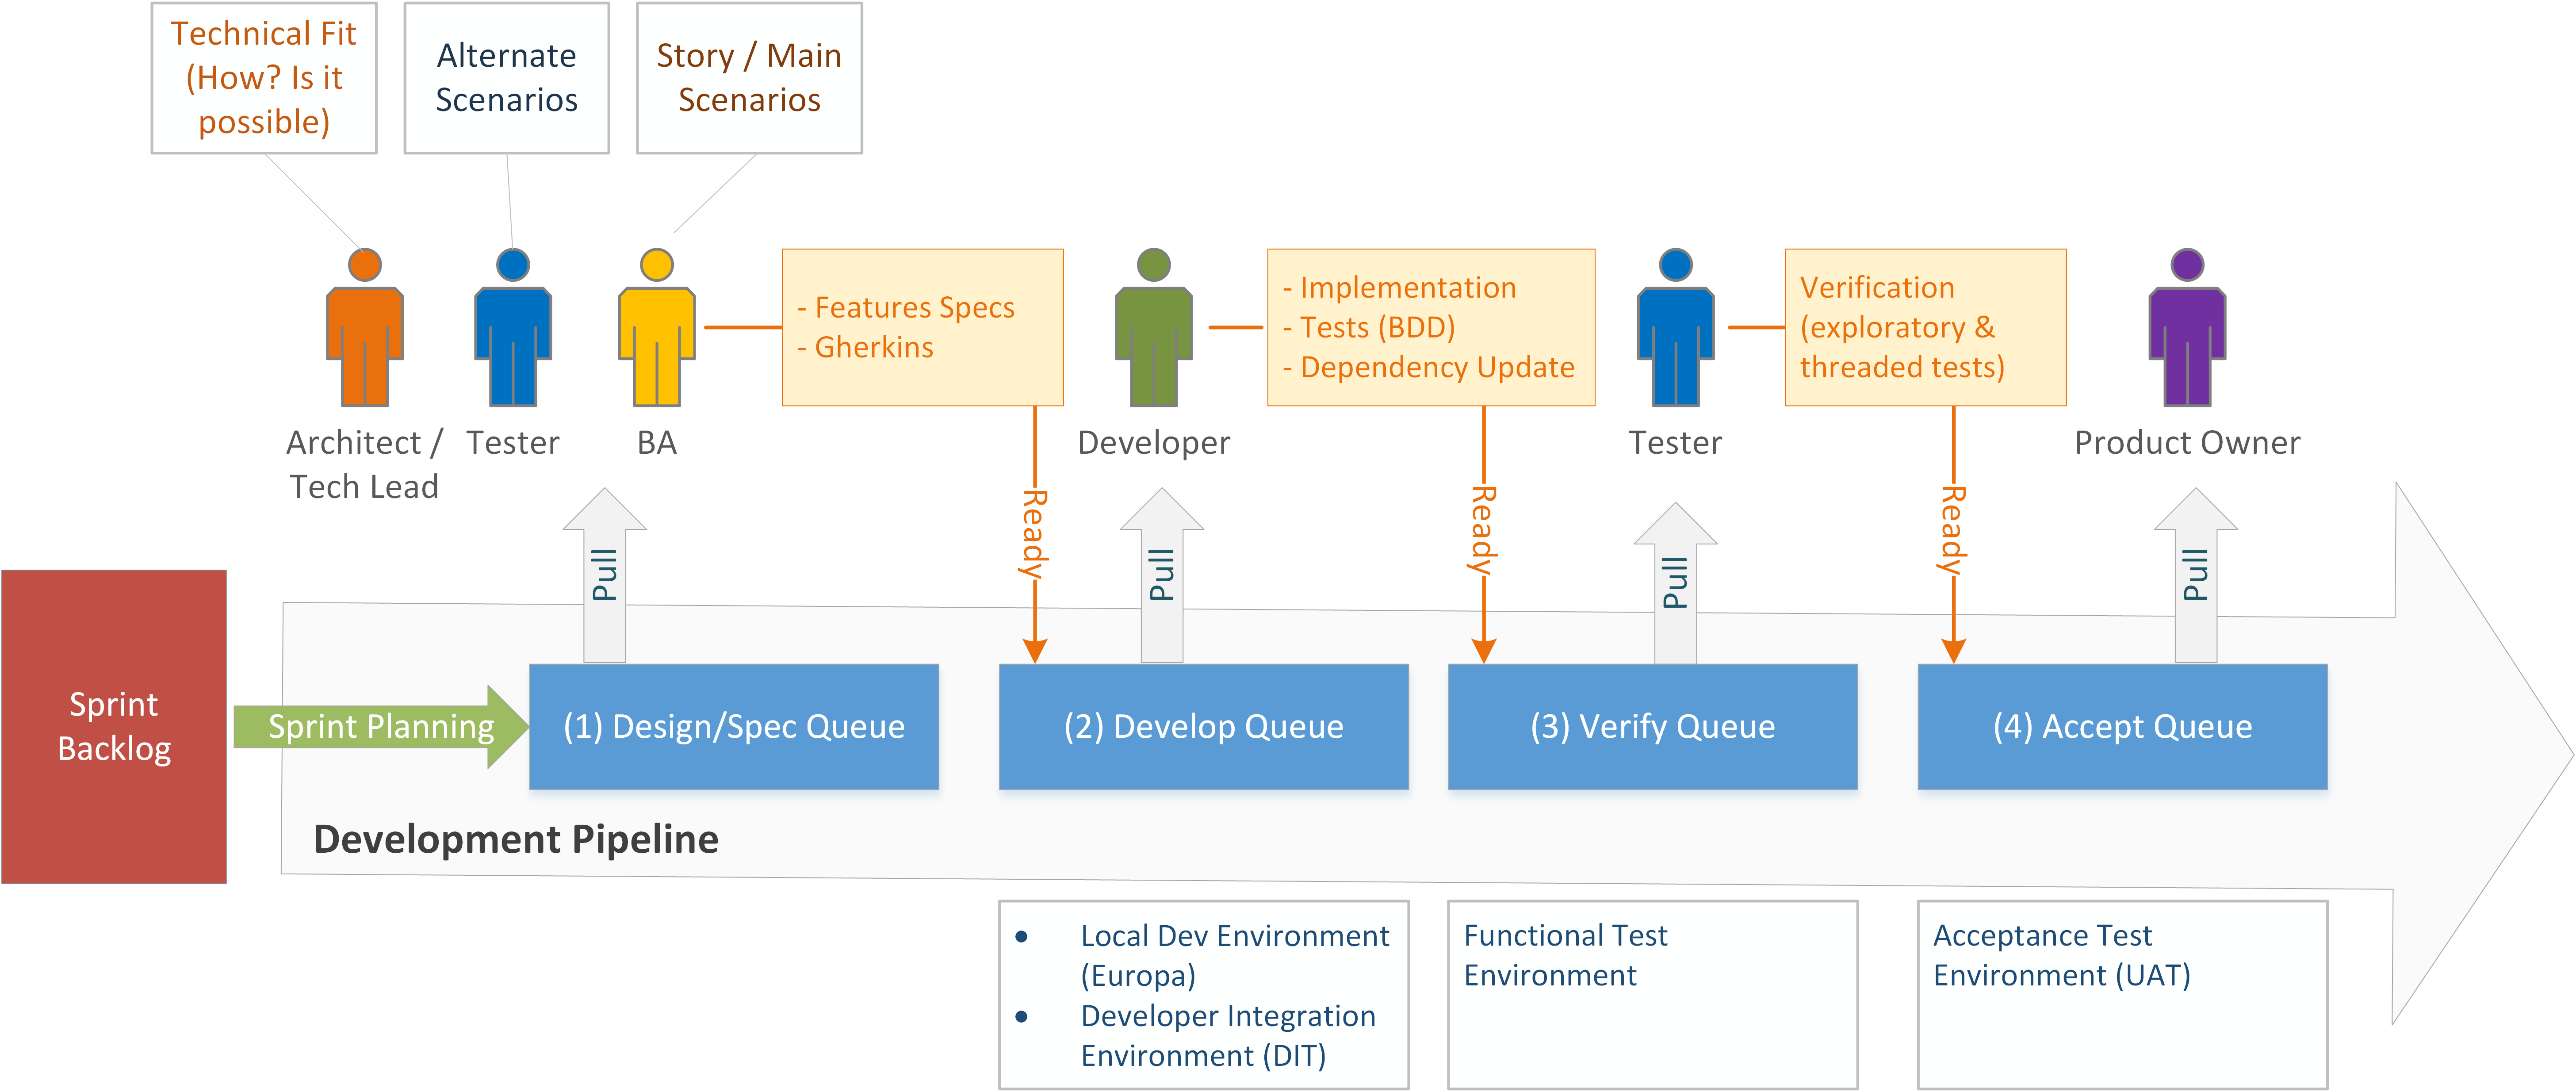 Technical Fit
(How? Is it
possible)
Alternate
Scenarios
Story / Main
Scenarios
- Features Specs
- Gherkins
- Implementation
- Tests (BDD)
- Dependency Update
Verification
(exploratory &
threaded tests)
Architect /
Tech Lead
Tester
BA
Developer
Tester
Product Owner
Pull
Ready
Pull
Ready
Pull
Ready
Pull
Sprint
Backlog
Sprint Planning
(1) Design/Spec Queue
(2) Develop Queue
(3) Verify Queue
(4) Accept Queue
Development Pipeline
• Local Dev Environment
(Europa)
• Developer Integration
Environment (DIT)
Functional Test
Environment
Acceptance Test
Environment (UAT)